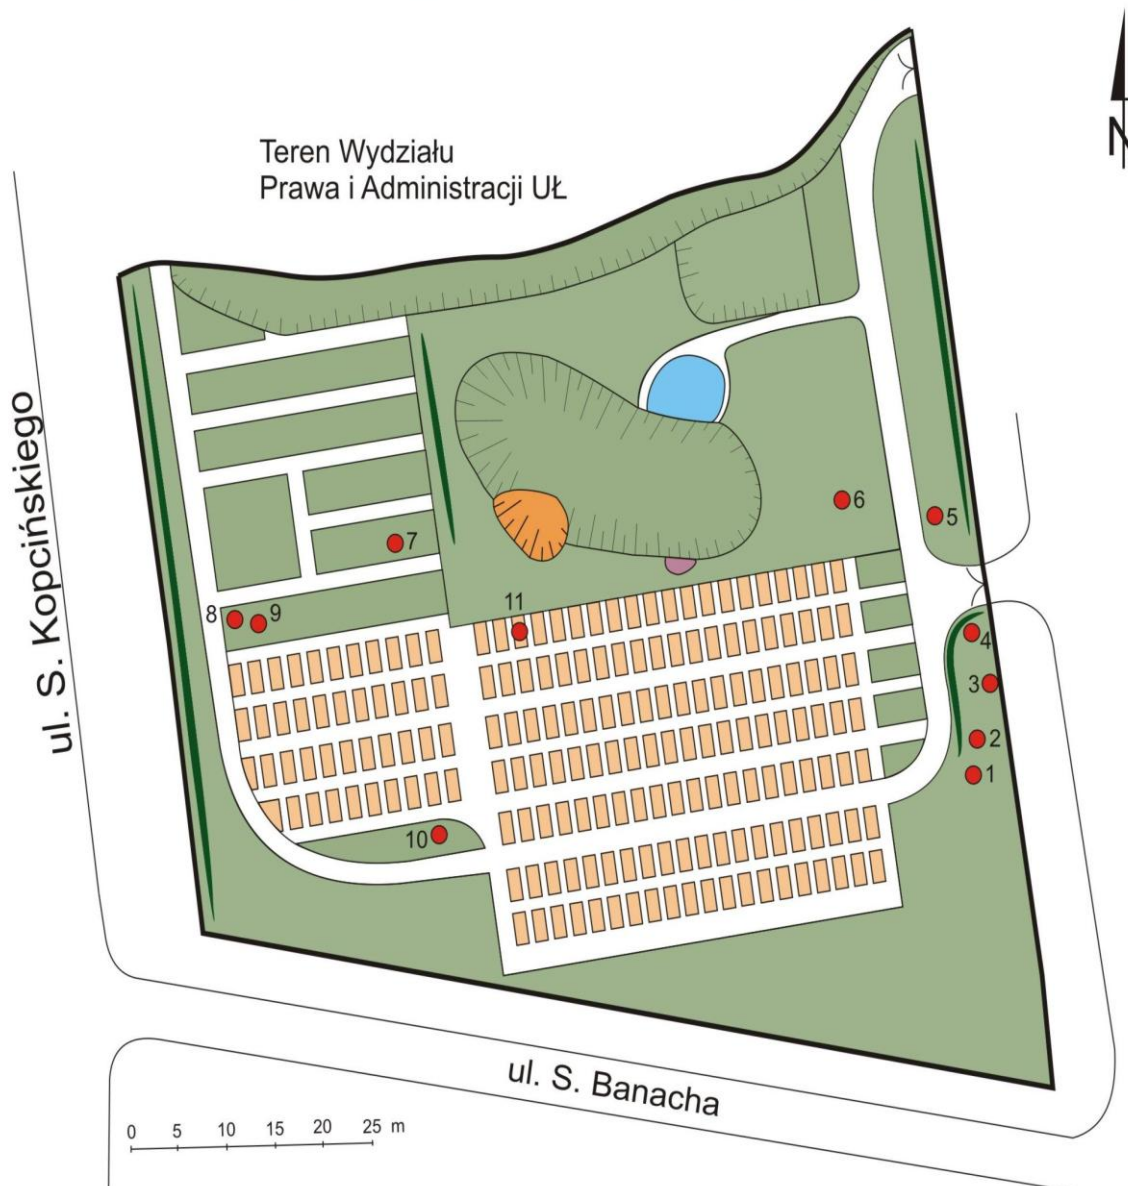 N
Teren Wydziału
Prawa i Administracji UŁ
ul. S. Kopcińskiego
6
5
7
11
8
9
4
3
2
1
10
ul. S. Banacha
0 5 10 15 20 25 m